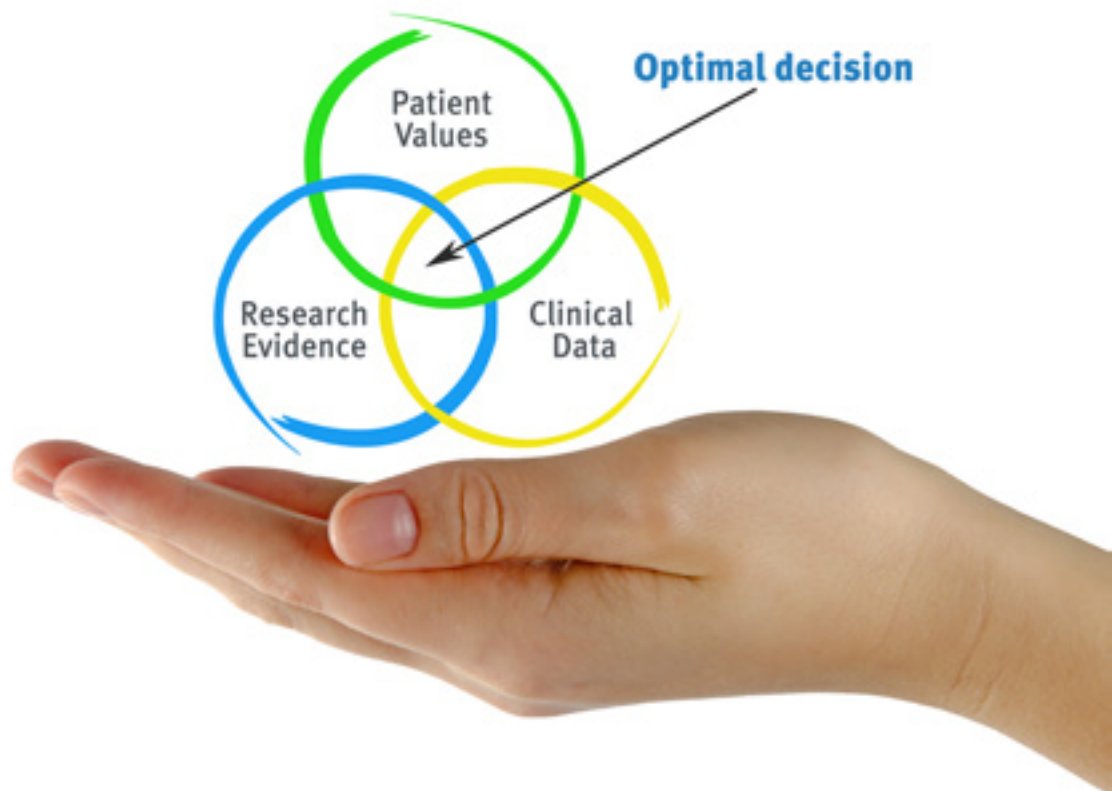 Optimal decision
Patient
Values
Research
Evidence
Clinical
Data